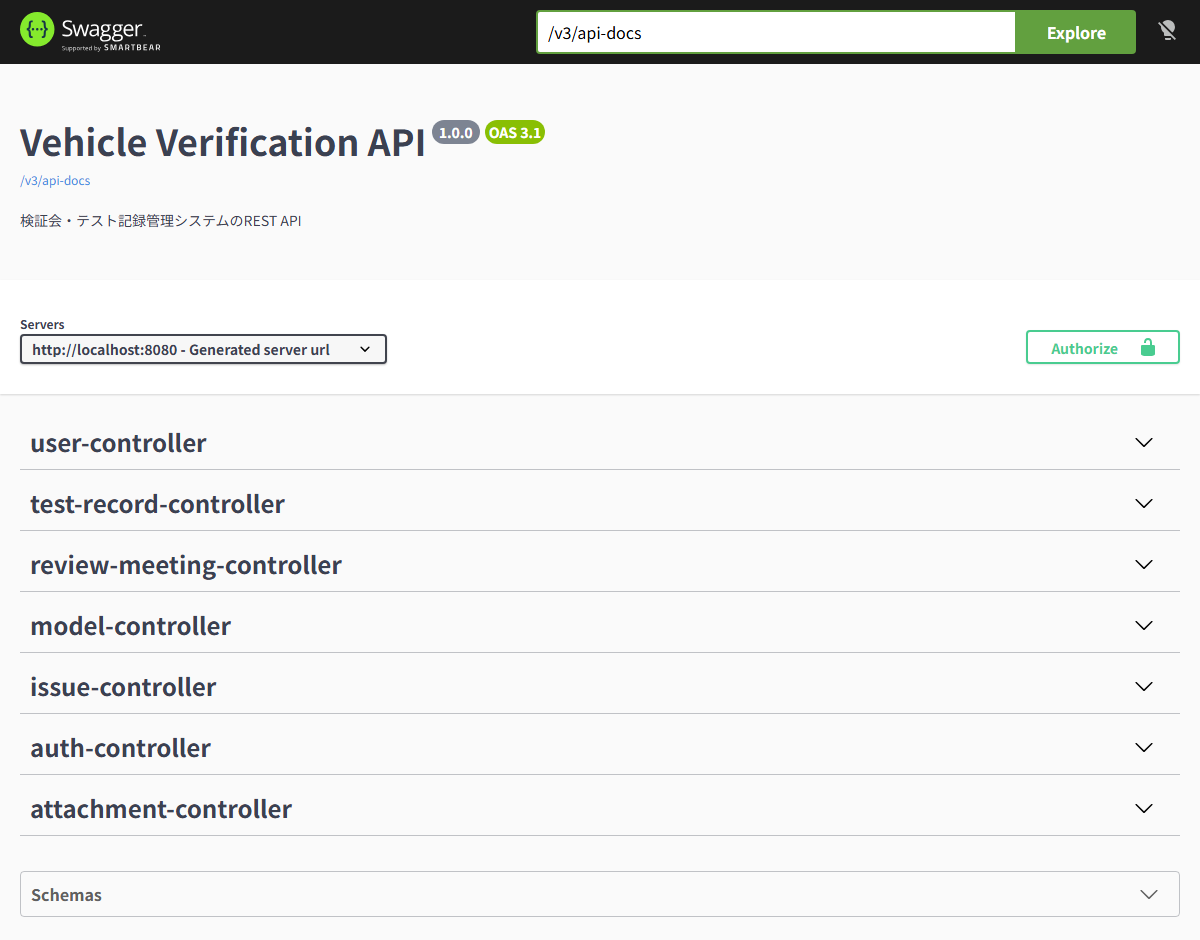 Swagger
Supported by SMARTBEAR
/v3/api-docs
Explore
Vehicle Verification API 1.0.0 OAS 3.1
/v3/api-docs
検証会・テスト記録管理システムのREST API
Servers
http://localhost:8080 - Generated server url
Authorize
user-controller
test-record-controller
review-meeting-controller
model-controller
issue-controller
auth-controller
attachment-controller
Schemas